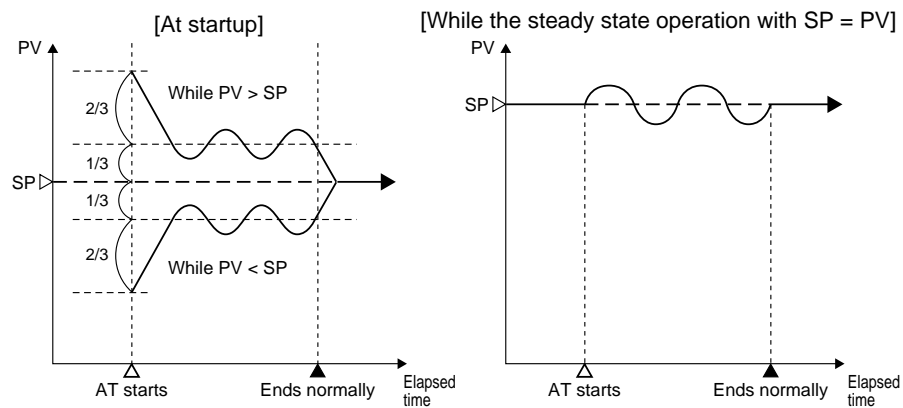 [At startup]
PV
2/3
While PV > SP
1/3
SP
1/3
2/3
While PV < SP
AT starts
Ends normally
Elapsed
time
[While the steady state operation with SP = PV]
PV
SP
AT starts
Ends normally
Elapsed
time